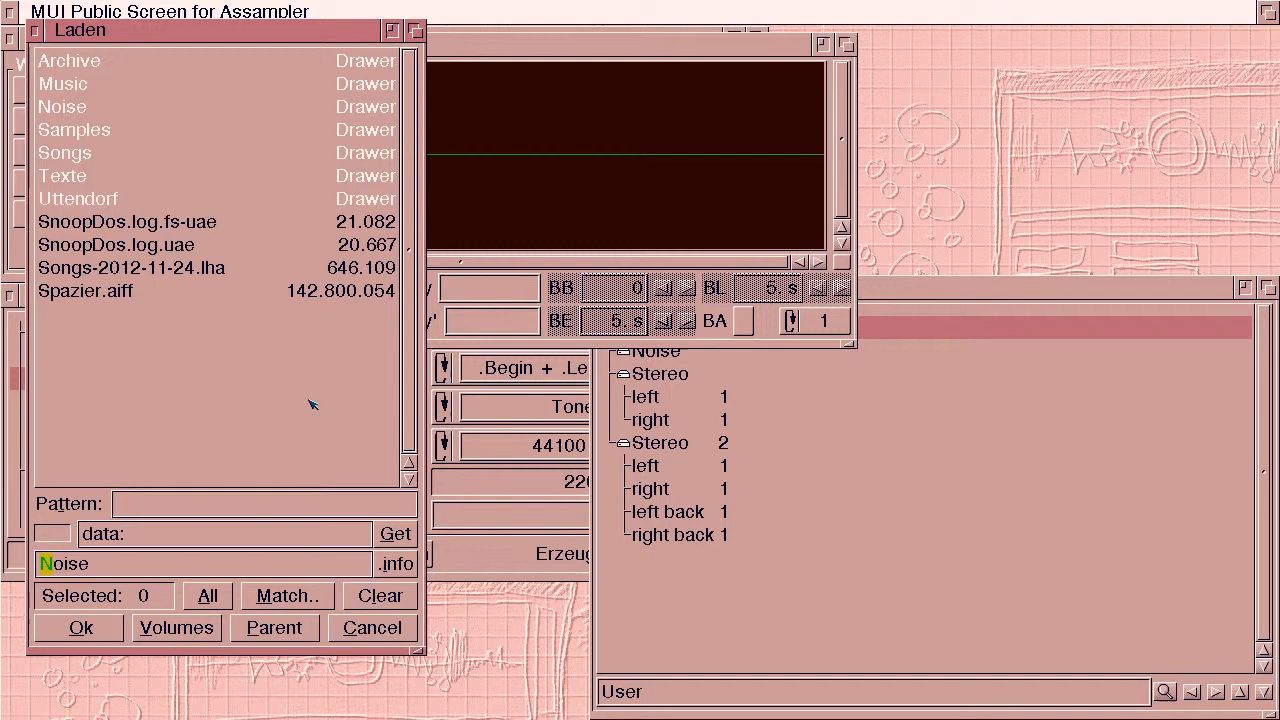 MUI Public Screen for Assampler
Laden
Archive Drawer
Music Drawer
Noise Drawer
Samples Drawer
Songs Drawer
Texte Drawer
Uttendorf Drawer
SnoopDos.log.fs-uae 21.082
SnoopDos.log.uae 20.667
Songs-2012-11-24.lha 646.109
Spazier.aiff 142.800.054
Pattern:
data: Get
Noise .info
Selected: 0 All Match.. Clear
Ok Volumes Parent Cancel
BB 0 BL 5. s
BE 5. s BA 1
.Begin + .Le
Tone
44100
220
Erzeug
Noise
Stereo
left 1
right 1
Stereo 2
left 1
right 1
left back 1
right back 1
User